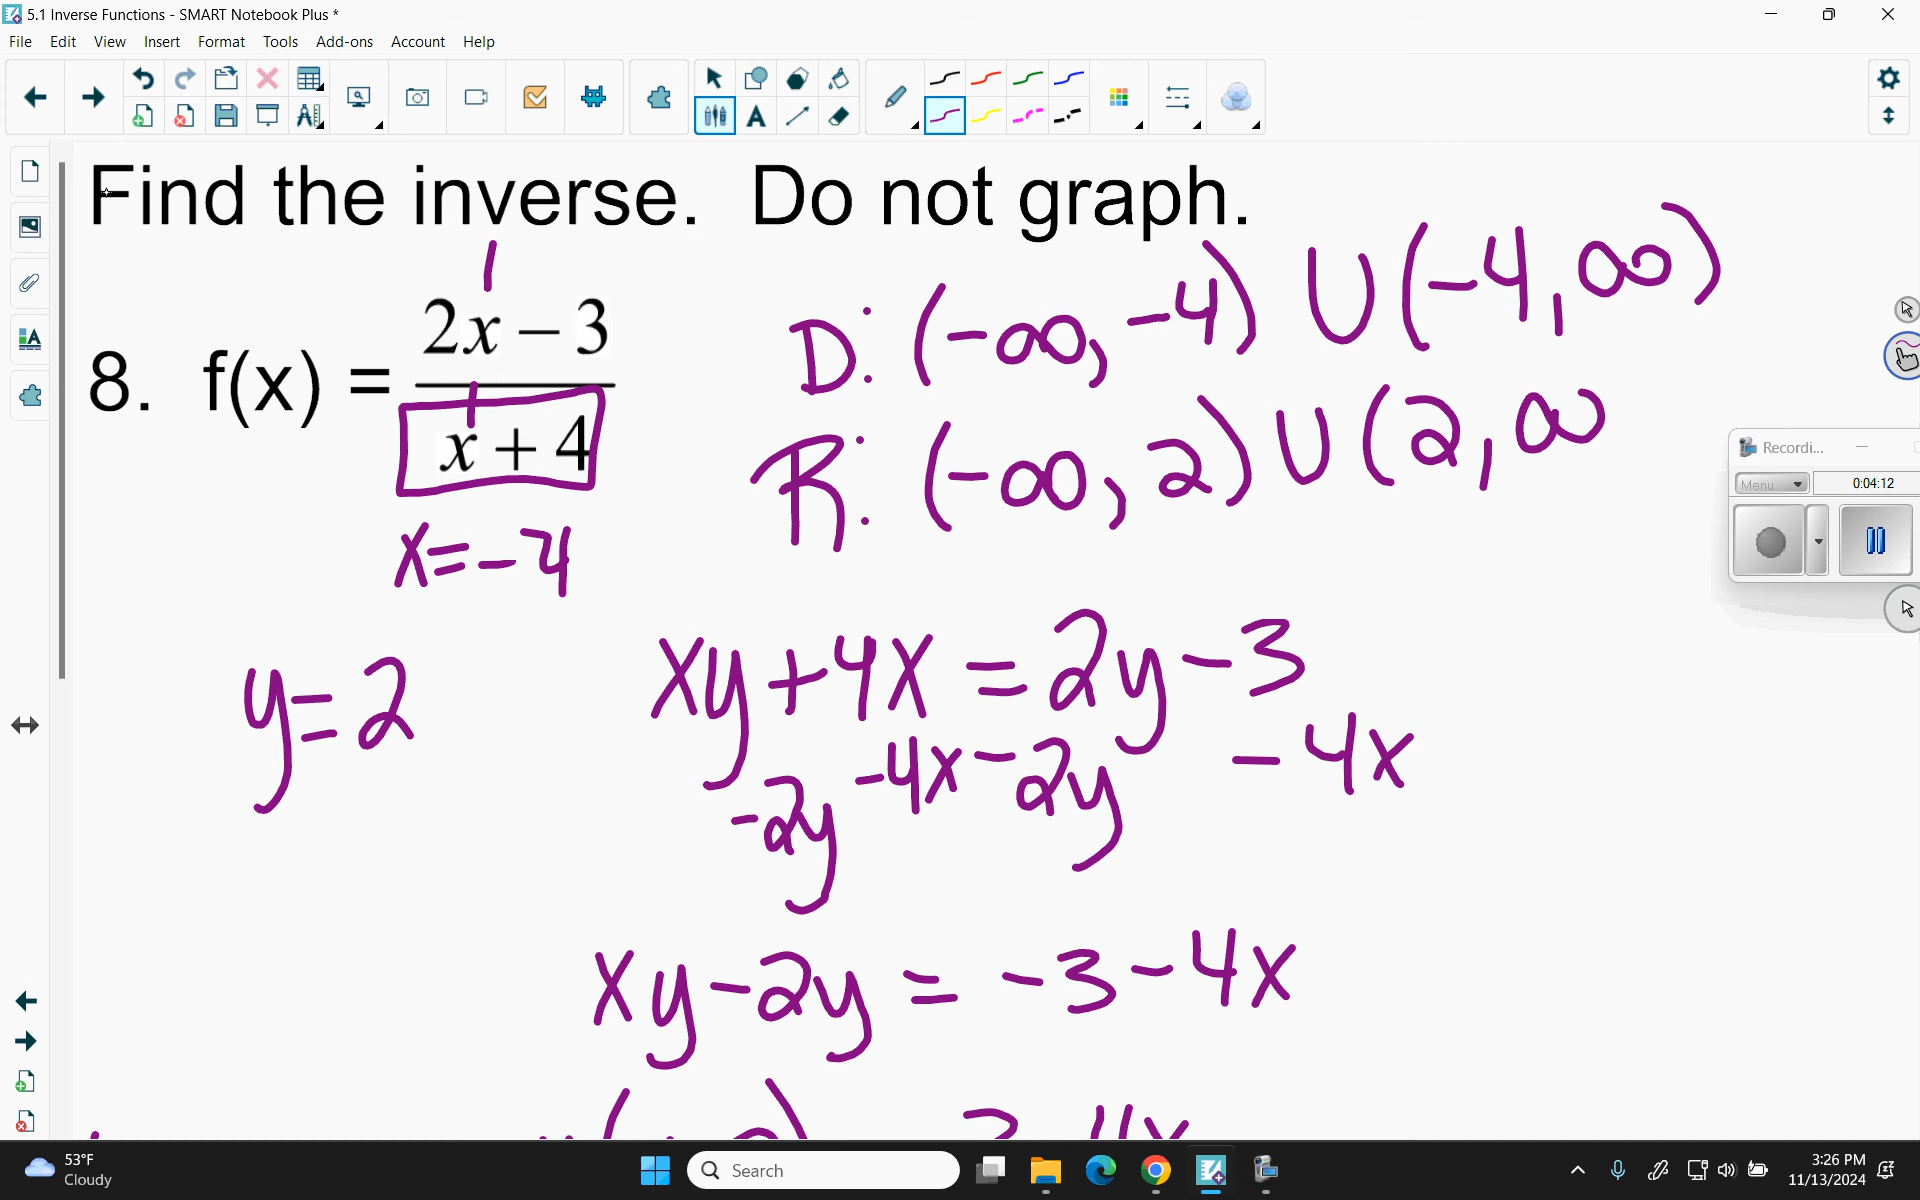 5.1 Inverse Functions - SMART Notebook Plus *
File Edit View Insert Format Tools Add-ons Account Help
Find the inverse. Do not graph.
8. f(x) = 2x − 3
x + 4
1
1
D: (-∞, -4) U (-4, ∞)
R: (-∞, 2) U (2, ∞
x = -4
Recordi...
Menu
0:04:12
y = 2
xy + 4x = 2y - 3
-2y -4x -2y -4x
xy - 2y = -3 - 4x
53°F
Cloudy
Search
3:26 PM
11/13/2024